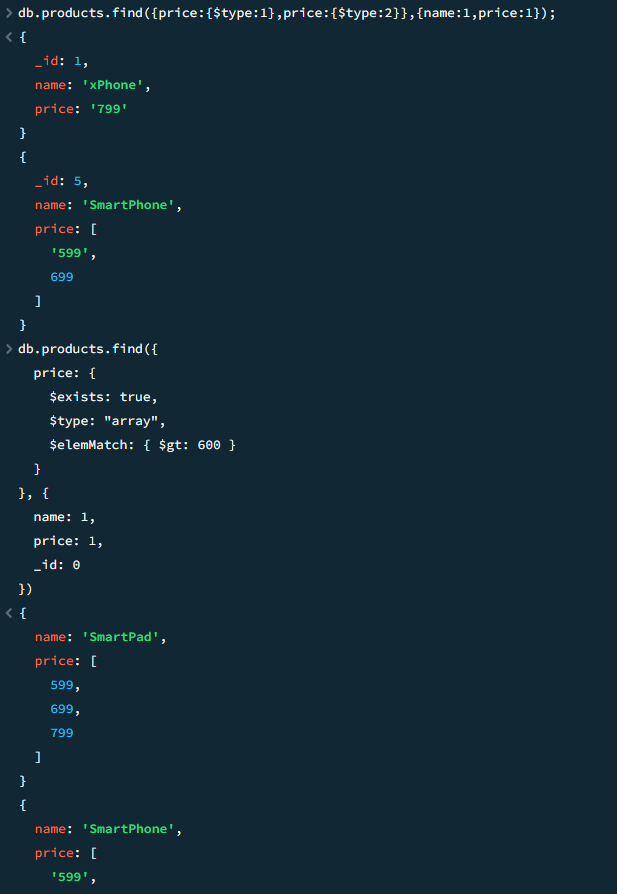 > db.products.find({price:{$type:1},price:{$type:2}},{name:1,price:1});
< {
    _id: 1,
    name: 'xPhone',
    price: '799'
  }
  {
    _id: 5,
    name: 'SmartPhone',
    price: [
      '599',
      699
    ]
  }
> db.products.find({
    price: {
      $exists: true,
      $type: "array",
      $elemMatch: { $gt: 600 }
    }
  }, {
    name: 1,
    price: 1,
    _id: 0
  })
< {
    name: 'SmartPad',
    price: [
      599,
      699,
      799
    ]
  }
  {
    name: 'SmartPhone',
    price: [
      '599',